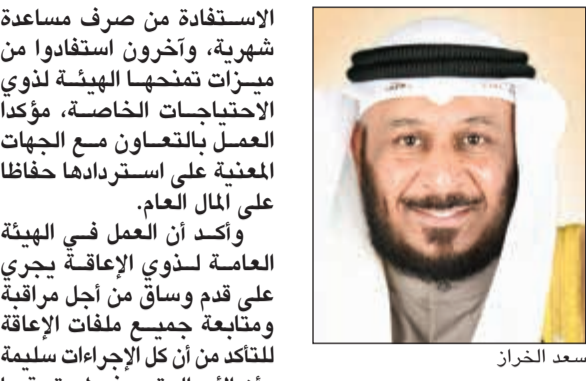 الاستفادة من صرف مساعدة
شهرية، وآخرون استفادوا من
ميزات تمنحها الهيئة لذوي
الاحتياجات الخاصة، مؤكدا
العمل بالتعاون مع الجهات
المعنية على استردادها حفاظا
على المال العام.
وأكد أن العمل في الهيئة
العامة لذوي الإعاقة يجري
على قدم وساق من أجل مراقبة
ومتابعة جميع ملفات الإعاقة
للتأكد من أن كل الإجراءات سليمة
سعد الخراز